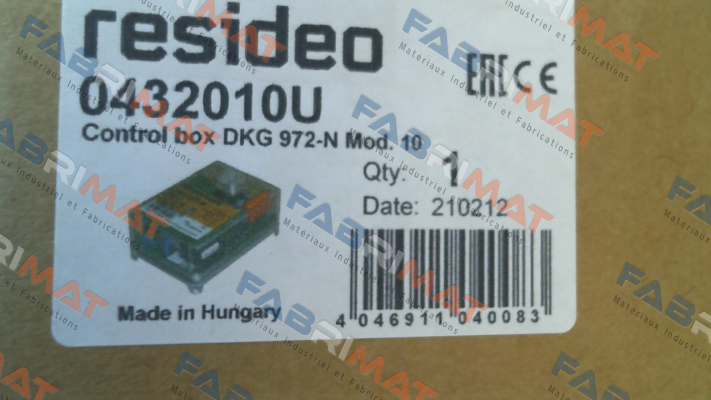 resideo
0432010U
EAC CE
Control box DKG 972-N Mod. 10
Qty: 1
Date: 210212
Made in Hungary
4 046911 040083
FABRIMAT
Matériaux Industriel et Fabrications